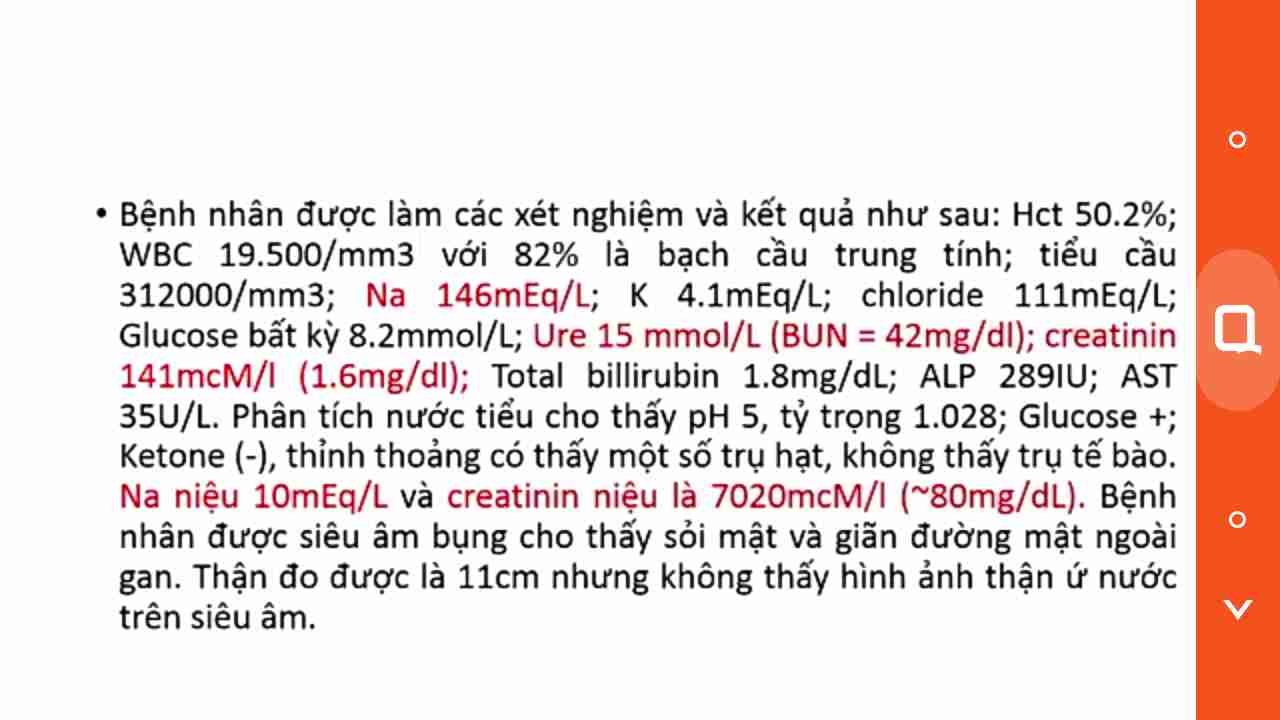 • Bệnh nhân được làm các xét nghiệm và kết quả như sau: Hct 50.2%;
WBC 19.500/mm3 với 82% là bạch cầu trung tính; tiểu cầu
312000/mm3; Na 146mEq/L; K 4.1mEq/L; chloride 111mEq/L;
Glucose bất kỳ 8.2mmol/L; Ure 15 mmol/L (BUN = 42mg/dl); creatinin
141mcM/l (1.6mg/dl); Total billirubin 1.8mg/dL; ALP 289IU; AST
35U/L. Phân tích nước tiểu cho thấy pH 5, tỷ trọng 1.028; Glucose +;
Ketone (-), thỉnh thoảng có thấy một số trụ hạt, không thấy trụ tế bào.
Na niệu 10mEq/L và creatinin niệu là 7020mcM/l (~80mg/dL). Bệnh
nhân được siêu âm bụng cho thấy sỏi mật và giãn đường mật ngoài
gan. Thận đo được là 11cm nhưng không thấy hình ảnh thận ứ nước
trên siêu âm.